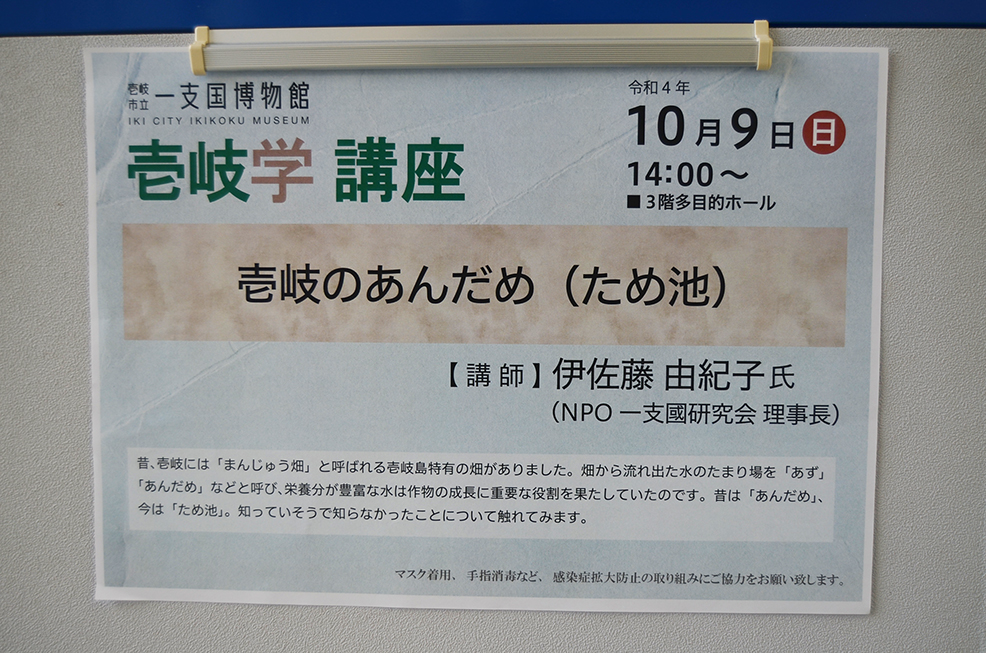 壱岐市立 一支国博物館
IKI CITY IKIKOKU MUSEUM
壱岐学 講座
令和4年
10月9日 日
14:00～
■3階多目的ホール
壱岐のあんだめ（ため池）
【講師】伊佐藤 由紀子氏
（NPO 一支國研究会 理事長）
昔、壱岐には「まんじゅう畑」と呼ばれる壱岐島特有の畑がありました。畑から流れ出た水のたまり場を「あず」
「あんだめ」などと呼び、栄養分が豊富な水は作物の成長に重要な役割を果たしていたのです。昔は「あんだめ」、
今は「ため池」。知っていそうで知らなかったことについて触れてみます。
マスク着用、手指消毒など、感染症拡大防止の取り組みにご協力をお願い致します。